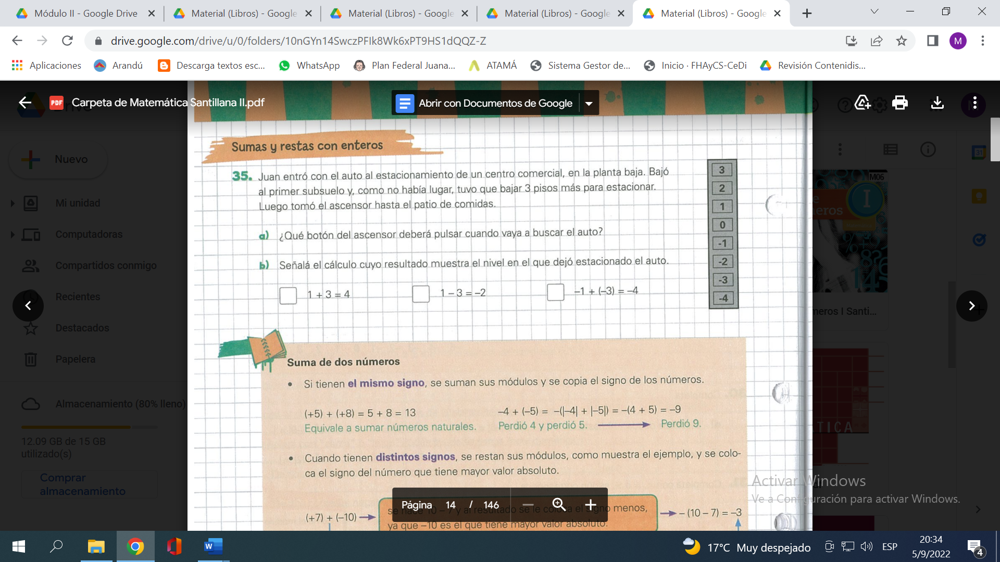 Módulo II - Google Drive
Material (Libros) - Google
Material (Libros) - Google
Material (Libros) - Google
Material (Libros) - Google
drive.google.com/drive/u/0/folders/10nGYn14SwczPFIk8Wk6xPT9HS1dQQZ-Z
M
Aplicaciones
Arandú
Descarga textos esc...
WhatsApp
Plan Federal Juana...
ATAMÁ
Sistema Gestor de...
Inicio · FHAyCS-CeDi
Revisión Contenidis...
PDF
Carpeta de Matemática Santillana II.pdf
Abrir con Documentos de Google
Nuevo
Mi unidad
Computadoras
Compartidos conmigo
Recientes
Destacados
Papelera
Almacenamiento (80% lleno)
12.09 GB de 15 GB
utilizado(s)
Comprar
almacenamiento
Sumas y restas con enteros
35. Juan entró con el auto al estacionamiento de un centro comercial, en la planta baja. Bajó
al primer subsuelo y, como no había lugar, tuvo que bajar 3 pisos más para estacionar.
Luego tomó el ascensor hasta el patio de comidas.
a) ¿Qué botón del ascensor deberá pulsar cuando vaya a buscar el auto?
b) Señalá el cálculo cuyo resultado muestra el nivel en el que dejó estacionado el auto.
1 + 3 = 4
1 – 3 = –2
–1 + (–3) = –4
3
2
1
0
-1
-2
-3
-4
Suma de dos números
• Si tienen el mismo signo, se suman sus módulos y se copia el signo de los números.
(+5) + (+8) = 5 + 8 = 13
–4 + (–5) = –(|–4| + |–5|) = –(4 + 5) = –9
Equivale a sumar números naturales.
Perdió 4 y perdió 5.
Perdió 9.
• Cuando tienen distintos signos, se restan sus módulos, como muestra el ejemplo, y se colo-
ca el signo del número que tiene mayor valor absoluto.
(+7) + (–10)
se hace 10 – 7 y al resultado se le coloca el signo menos,
ya que –10 es el que tiene mayor valor absoluto.
– (10 – 7) = –3
Página 14 / 146
M06
I
eros
meros I Santi...
TICA
31
Activar Windows
Ve a Configuración para activar Windows.
17°C Muy despejado
ESP
20:34
5/9/2022
4